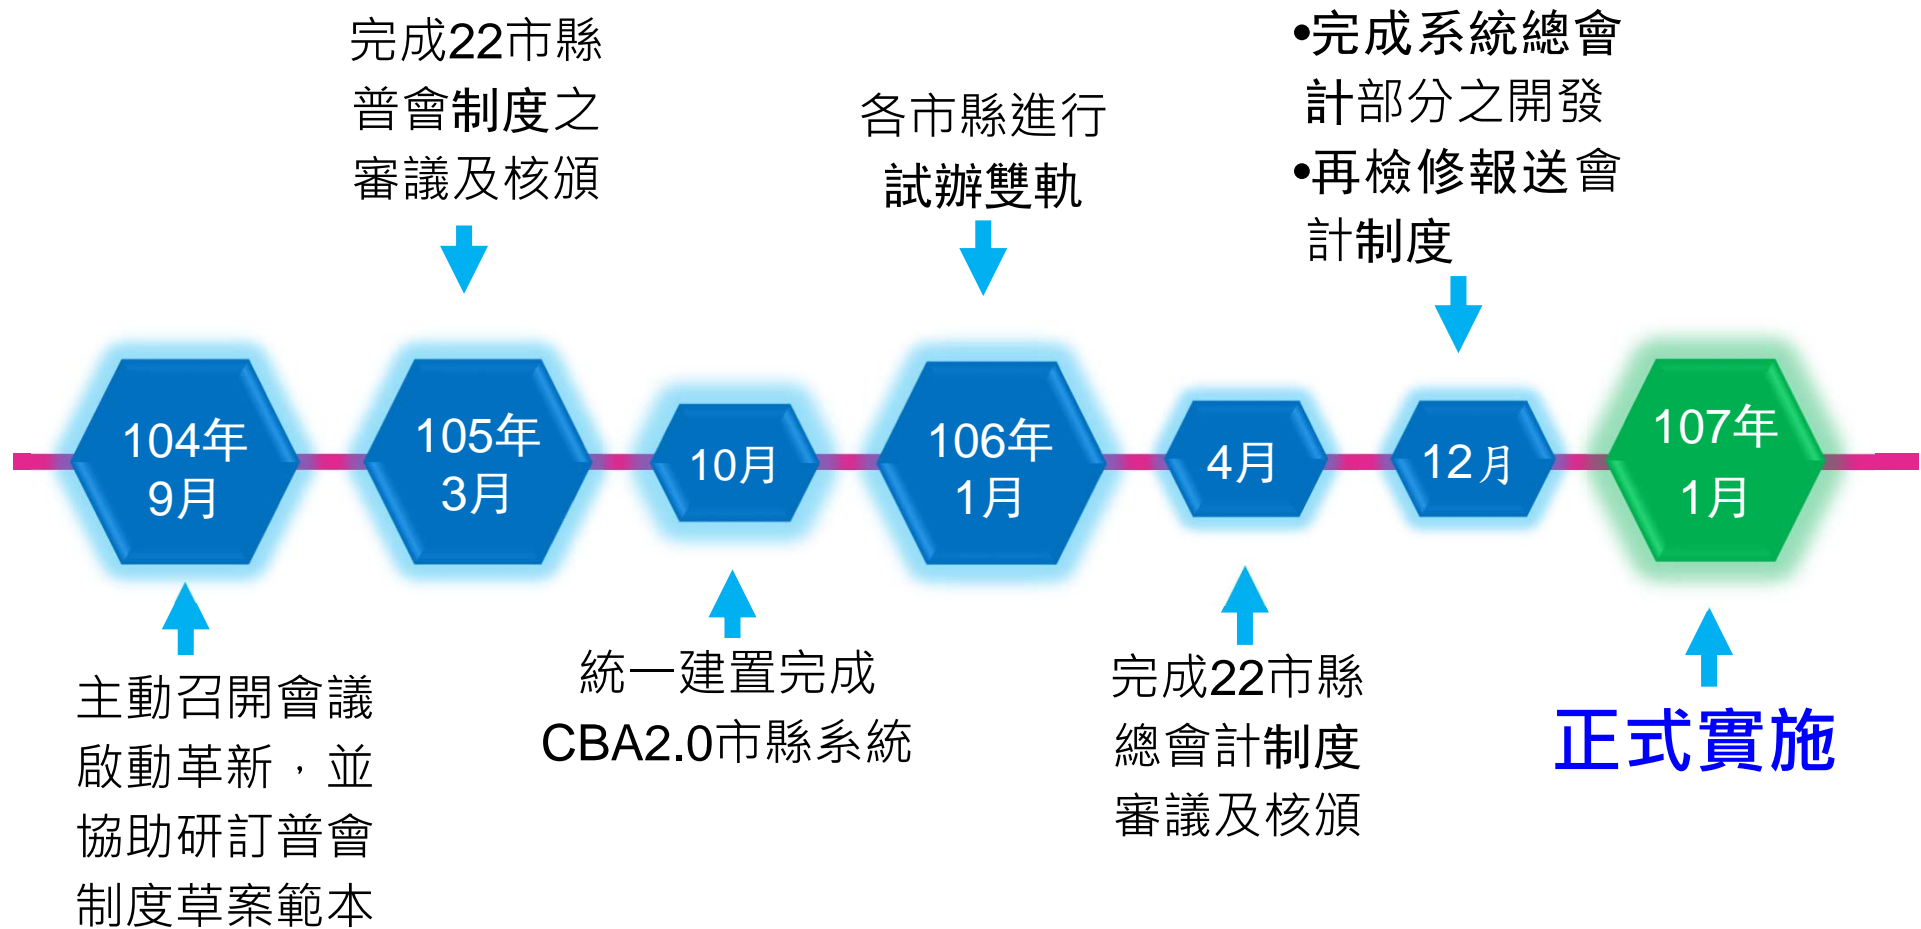 完成22市縣
普會制度之
審議及核頒
各市縣進行
試辦雙軌
•完成系統總會
計部分之開發
•再檢修報送會
計制度
104年
9月
105年
3月
10月
106年
1月
4月
12月
107年
1月
主動召開會議
啟動革新，並
協助研訂普會
制度草案範本
統一建置完成
CBA2.0市縣系統
完成22市縣
總會計制度
審議及核頒
正式實施